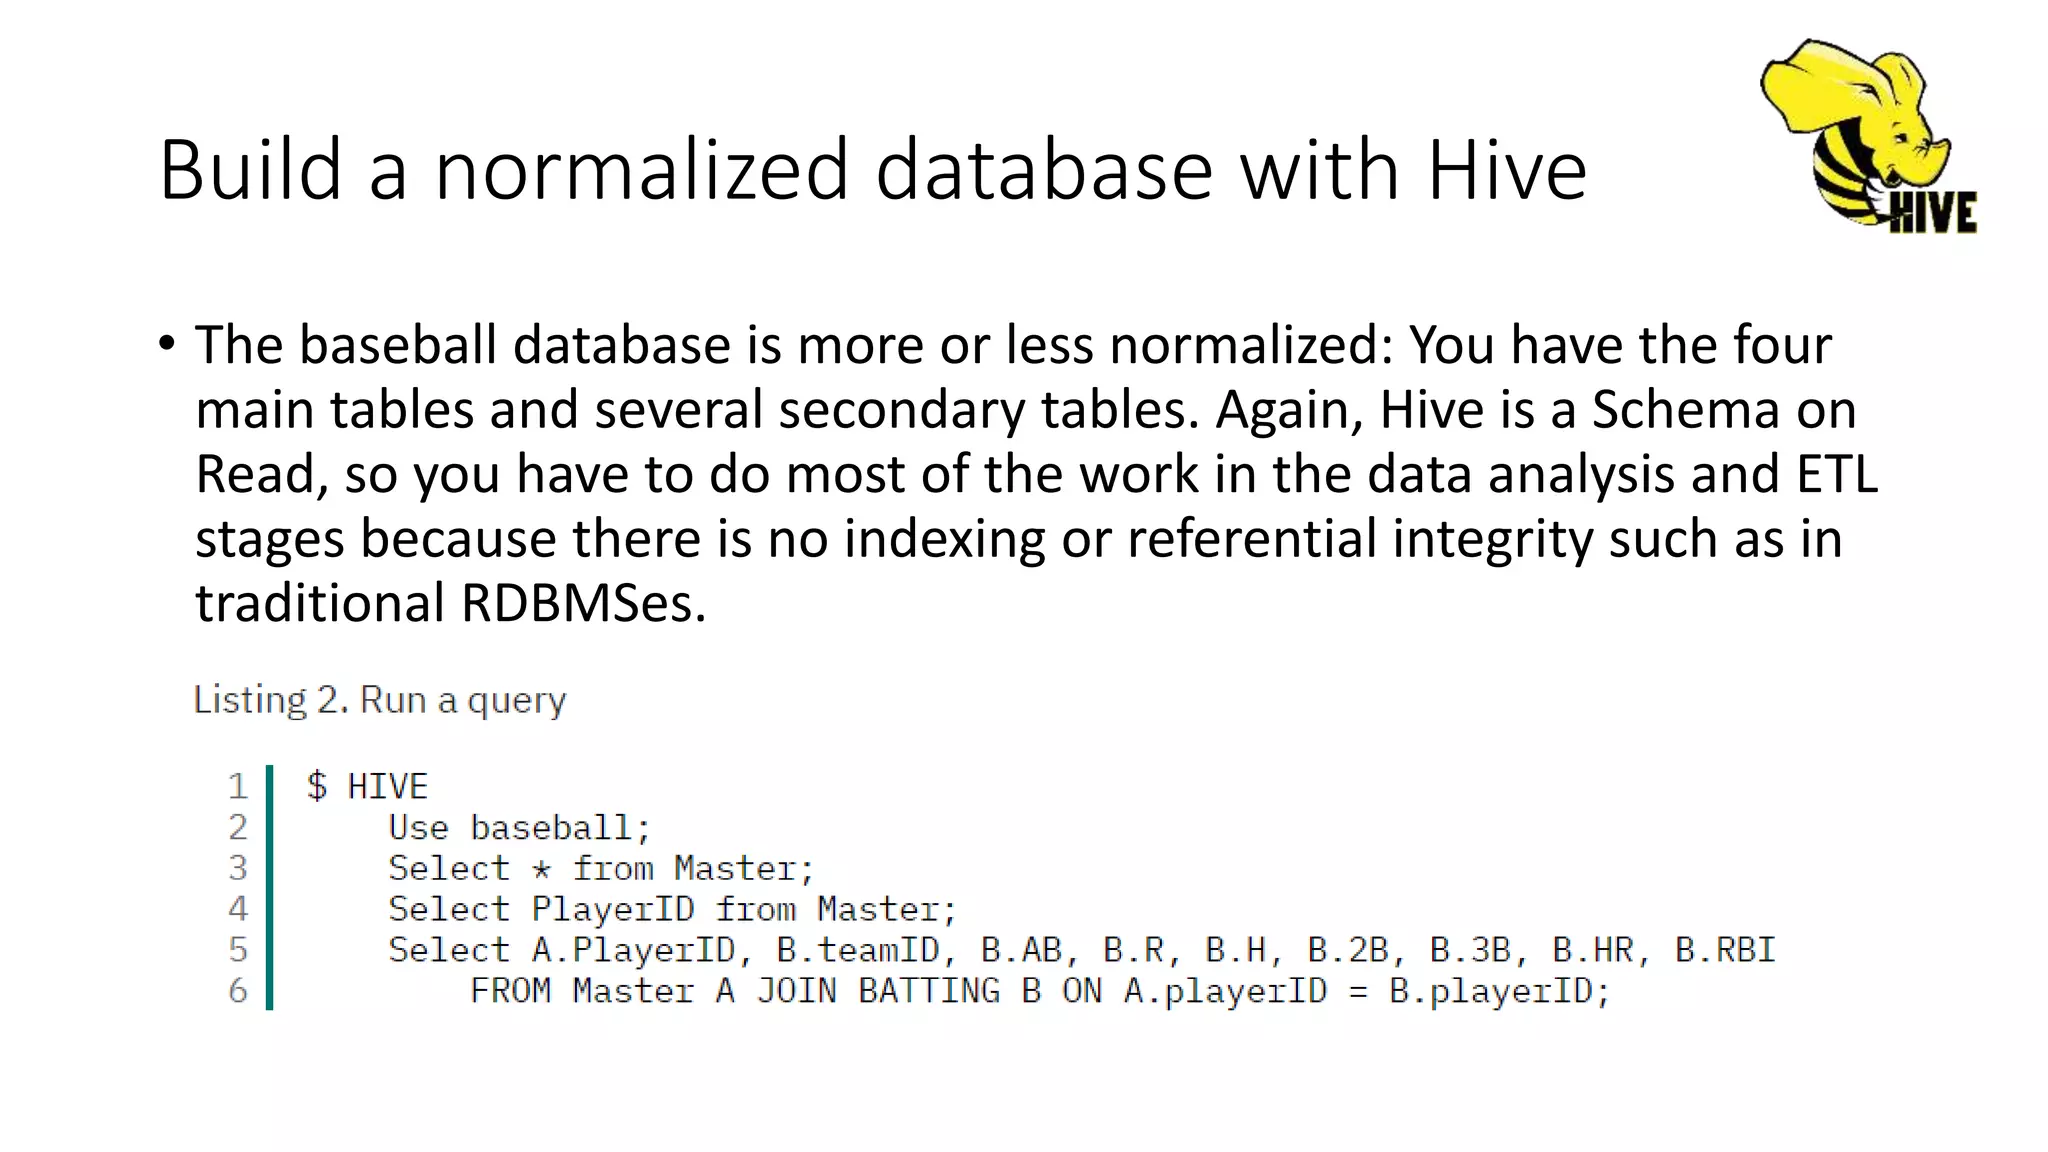 HIVE
Build a normalized database with Hive
• The baseball database is more or less normalized: You have the four
main tables and several secondary tables. Again, Hive is a Schema on
Read, so you have to do most of the work in the data analysis and ETL
stages because there is no indexing or referential integrity such as in
traditional RDBMSes.
Listing 2. Run a query
1 $ HIVE
2 Use baseball;
3 Select * from Master;
4 Select PlayerID from Master;
5 Select A.PlayerID, B.teamID, B.AB, B.R, B.H, B.2B, B.3B, B.HR, B.RBI
6 FROM Master A JOIN BATTING B ON A.playerID = B.playerID;